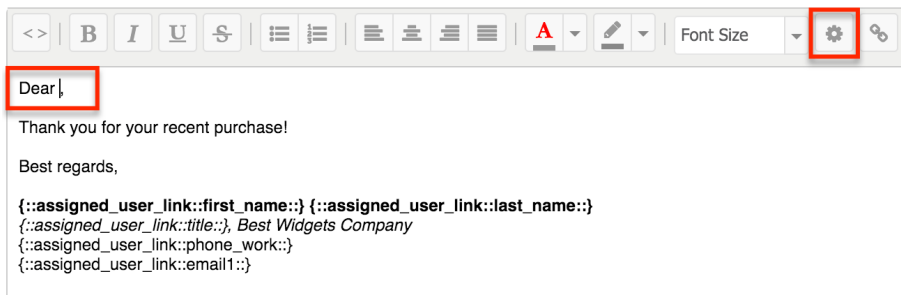 <> B I U S A Font Size
Dear ,
Thank you for your recent purchase!
Best regards,
{::assigned_user_link::first_name::} {::assigned_user_link::last_name::}
{::assigned_user_link::title::}, Best Widgets Company
{::assigned_user_link::phone_work::}
{::assigned_user_link::email1::}